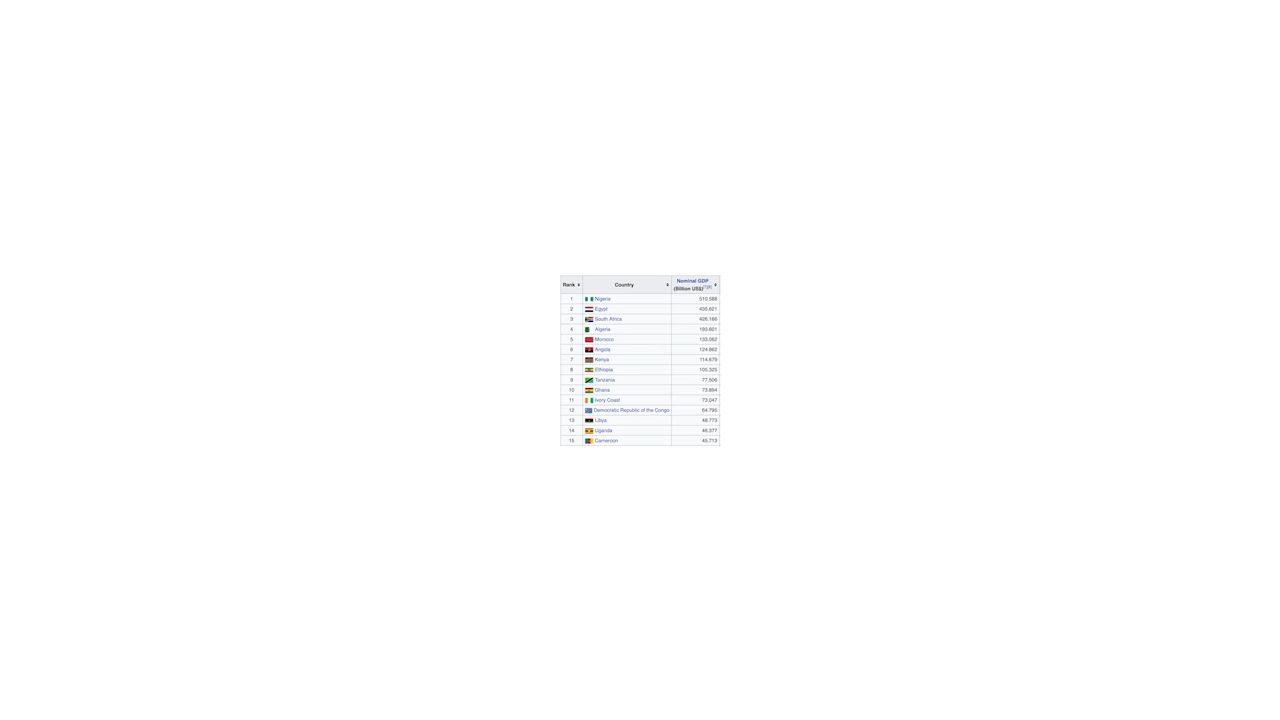 Rank Country Nominal GDP
(Billion US$)
1 Nigeria 510.588
2 Egypt 435.621
3 South Africa 426.166
4 Algeria 193.601
5 Morocco 133.062
6 Angola 124.862
7 Kenya 114.679
8 Ethiopia 105.325
9 Tanzania 77.506
10 Ghana 73.894
11 Ivory Coast 73.047
12 Democratic Republic of the Congo 64.795
13 Libya 48.773
14 Uganda 46.377
15 Cameroon 45.713